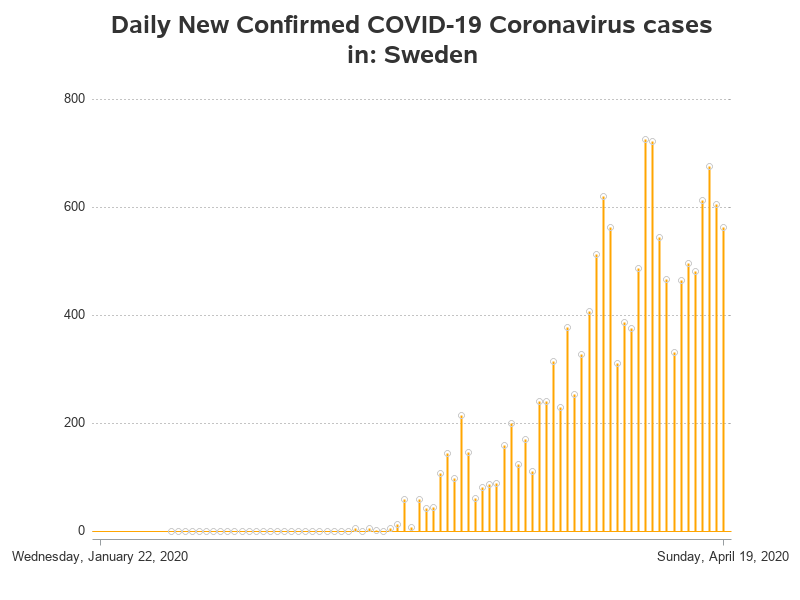 Daily New Confirmed COVID-19 Coronavirus cases
in: Sweden
800
600
400
200
0
Wednesday, January 22, 2020
Sunday, April 19, 2020